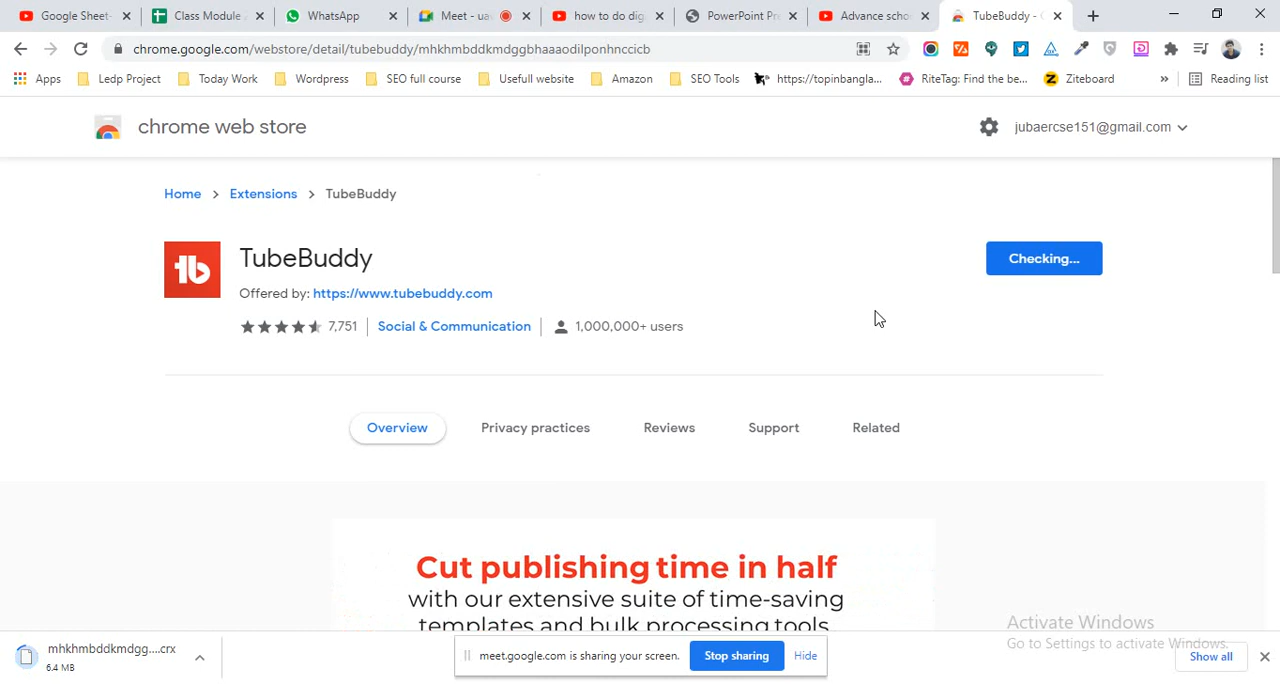 Google Sheet-
Class Module
WhatsApp
Meet - ua
how to do dig
PowerPoint Pre
Advance scho
TubeBuddy -
chrome.google.com/webstore/detail/tubebuddy/mhkhmbddkmdggbhaaaodilponhnccicb
Apps
Ledp Project
Today Work
Wordpress
SEO full course
Usefull website
Amazon
SEO Tools
https://topinbangla...
RiteTag: Find the be...
Ziteboard
»
Reading list
chrome web store
jubaercse151@gmail.com
Home > Extensions > TubeBuddy
TubeBuddy
Checking...
Offered by: https://www.tubebuddy.com
7,751
Social & Communication
1,000,000+ users
Overview
Privacy practices
Reviews
Support
Related
Cut publishing time in half
with our extensive suite of time-saving
templates and bulk processing tools
Activate Windows
Go to Settings to activate Windows.
mhkhmbddkmdgg....crx
6.4 MB
meet.google.com is sharing your screen.
Stop sharing
Hide
Show all